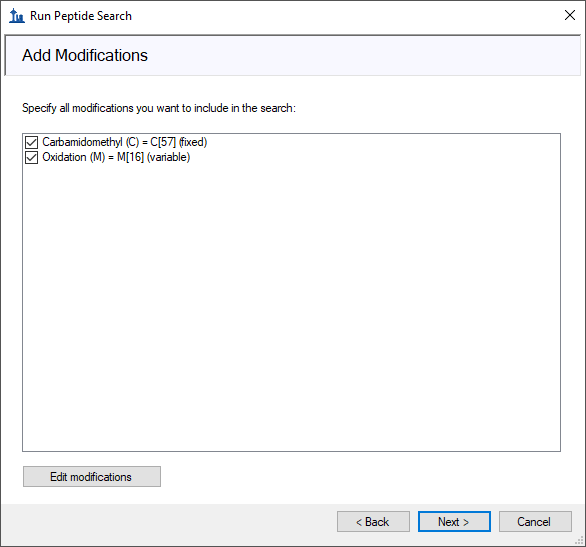 Run Peptide Search
Add Modifications
Specify all modifications you want to include in the search:
Carbamidomethyl (C) = C[57] (fixed)
Oxidation (M) = M[16] (variable)
Edit modifications
< Back
Next >
Cancel